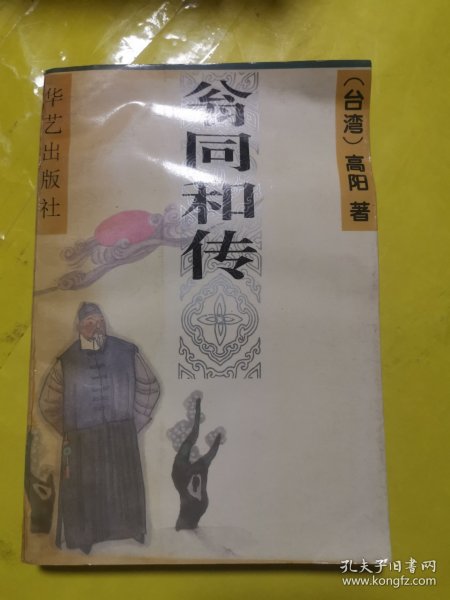 （台湾）高阳 著
翁同和传
华艺出版社
孔夫子旧书网
www.kongfz.com